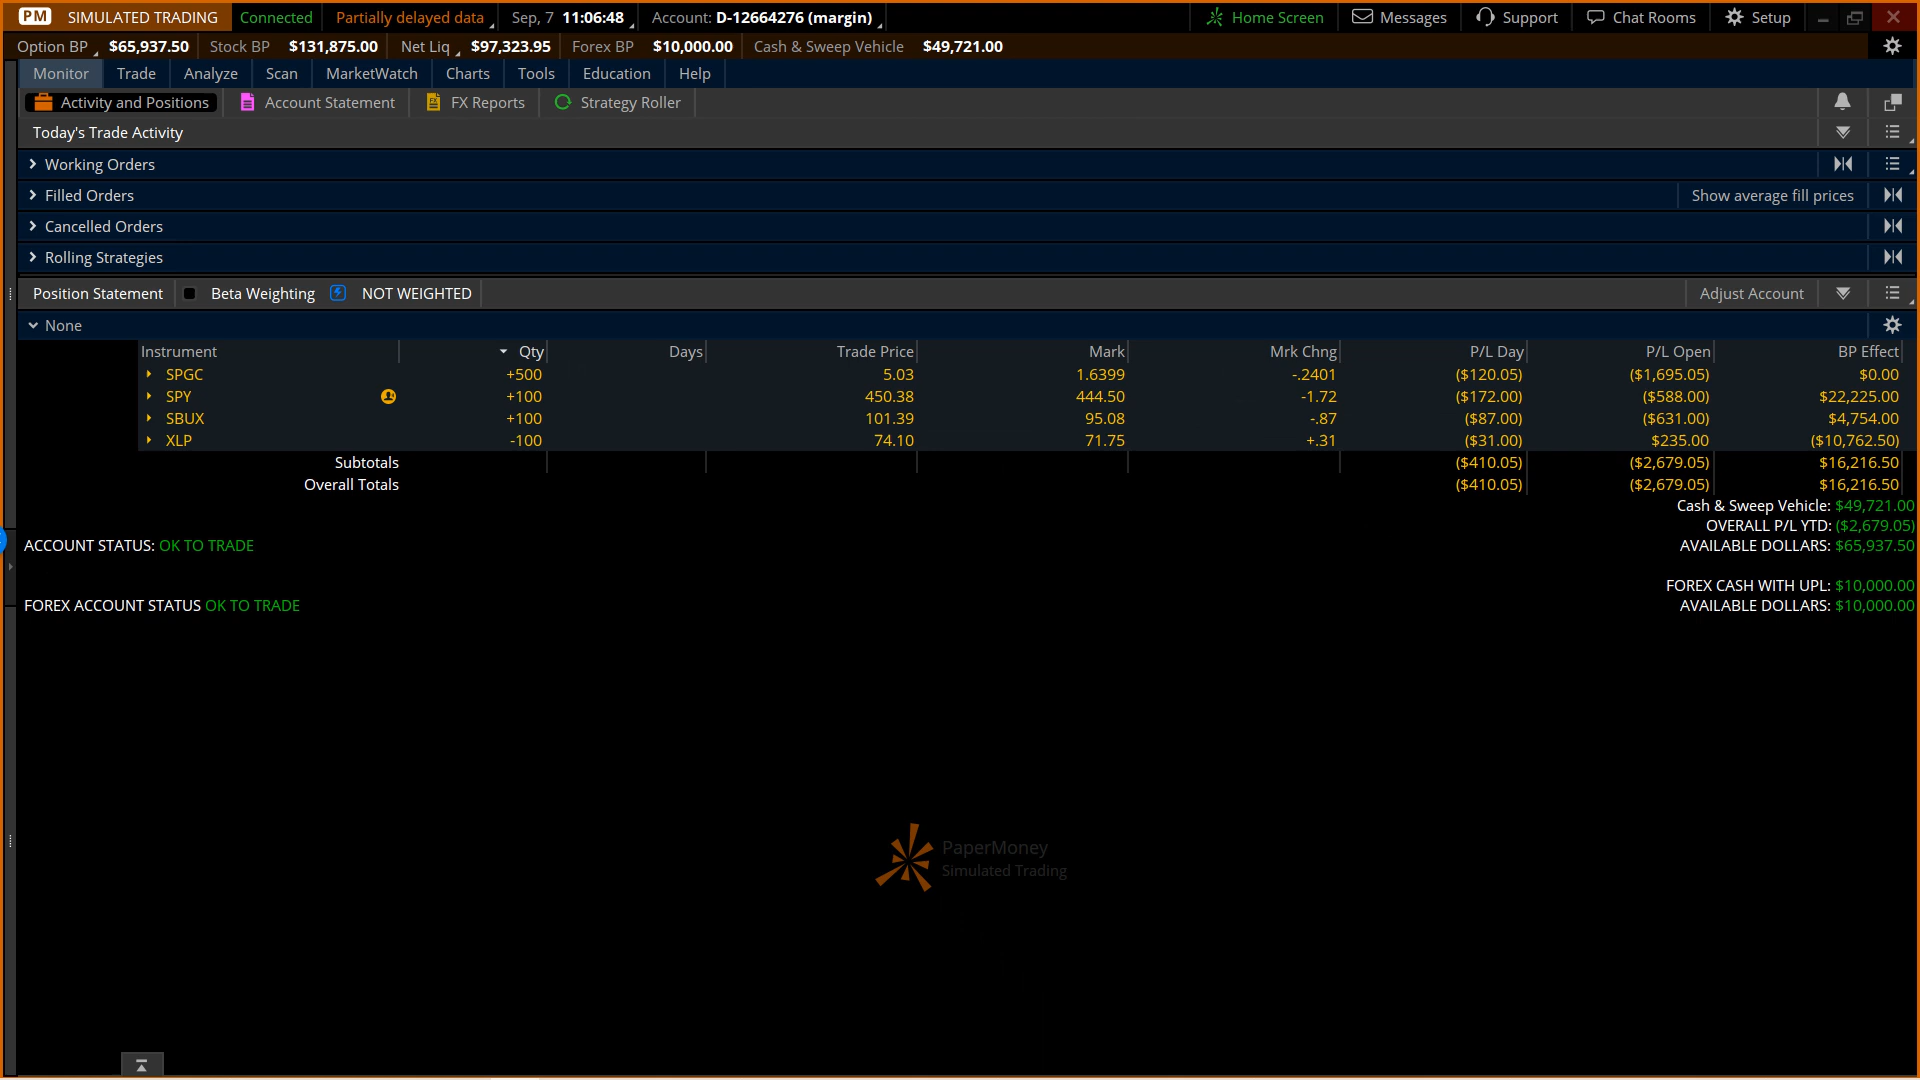 PM SIMULATED TRADING Connected Partially delayed data Sep, 7 11:06:48 Account: D-12664276 (margin) Home Screen Messages Support Chat Rooms Setup
Option BP $65,937.50 Stock BP $131,875.00 Net Liq $97,323.95 Forex BP $10,000.00 Cash & Sweep Vehicle $49,721.00
Monitor Trade Analyze Scan MarketWatch Charts Tools Education Help
Activity and Positions Account Statement FX Reports Strategy Roller
Today's Trade Activity
Working Orders
Filled Orders Show average fill prices
Cancelled Orders
Rolling Strategies
Position Statement Beta Weighting NOT WEIGHTED Adjust Account
None
Instrument Qty Days Trade Price Mark Mrk Chng P/L Day P/L Open BP Effect
SPGC +500 5.03 1.6399 -.2401 ($120.05) ($1,695.05) $0.00
SPY +100 450.38 444.50 -1.72 ($172.00) ($588.00) $22,225.00
SBUX +100 101.39 95.08 -.87 ($87.00) ($631.00) $4,754.00
XLP -100 74.10 71.75 +.31 ($31.00) $235.00 ($10,762.50)
Subtotals ($410.05) ($2,679.05) $16,216.50
Overall Totals ($410.05) ($2,679.05) $16,216.50
Cash & Sweep Vehicle: $49,721.00
OVERALL P/L YTD: ($2,679.05)
ACCOUNT STATUS: OK TO TRADE AVAILABLE DOLLARS: $65,937.50
FOREX CASH WITH UPL: $10,000.00
FOREX ACCOUNT STATUS OK TO TRADE AVAILABLE DOLLARS: $10,000.00
PaperMoney
Simulated Trading